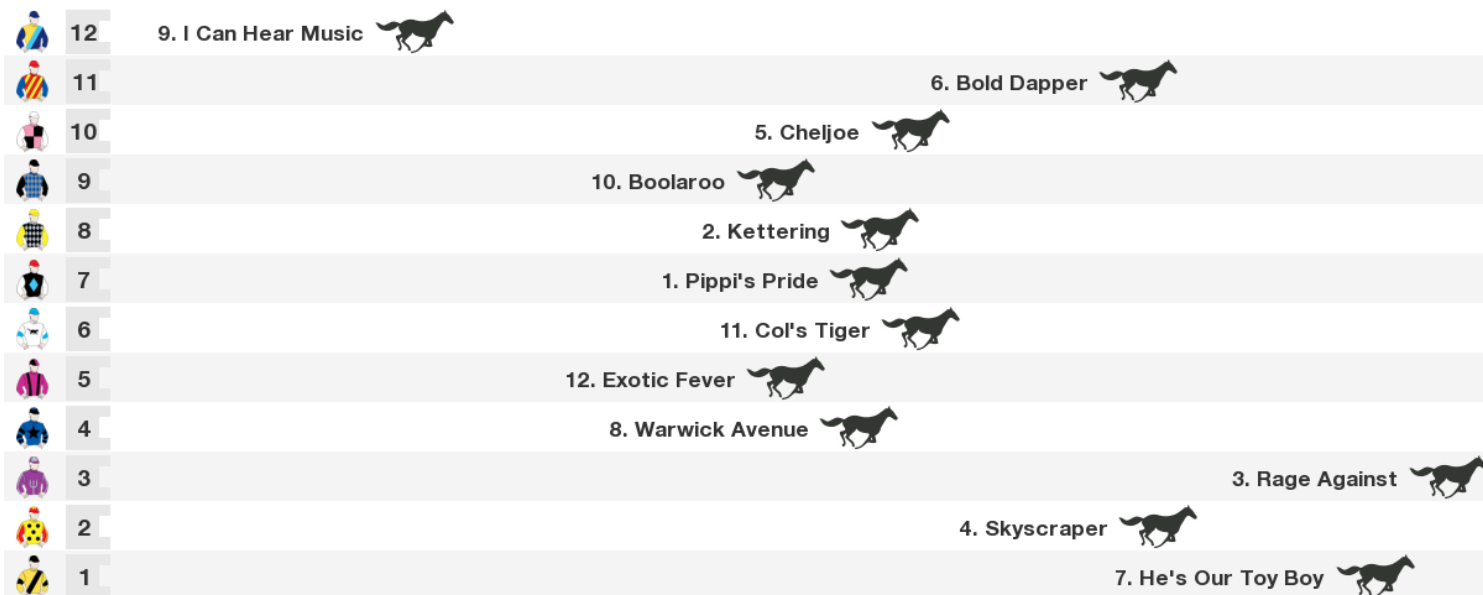 12 9. I Can Hear Music
11 6. Bold Dapper
10 5. Cheljoe
9 10. Boolaroo
8 2. Kettering
7 1. Pippi's Pride
6 11. Col's Tiger
5 12. Exotic Fever
4 8. Warwick Avenue
3 3. Rage Against
2 4. Skyscraper
1 7. He's Our Toy Boy